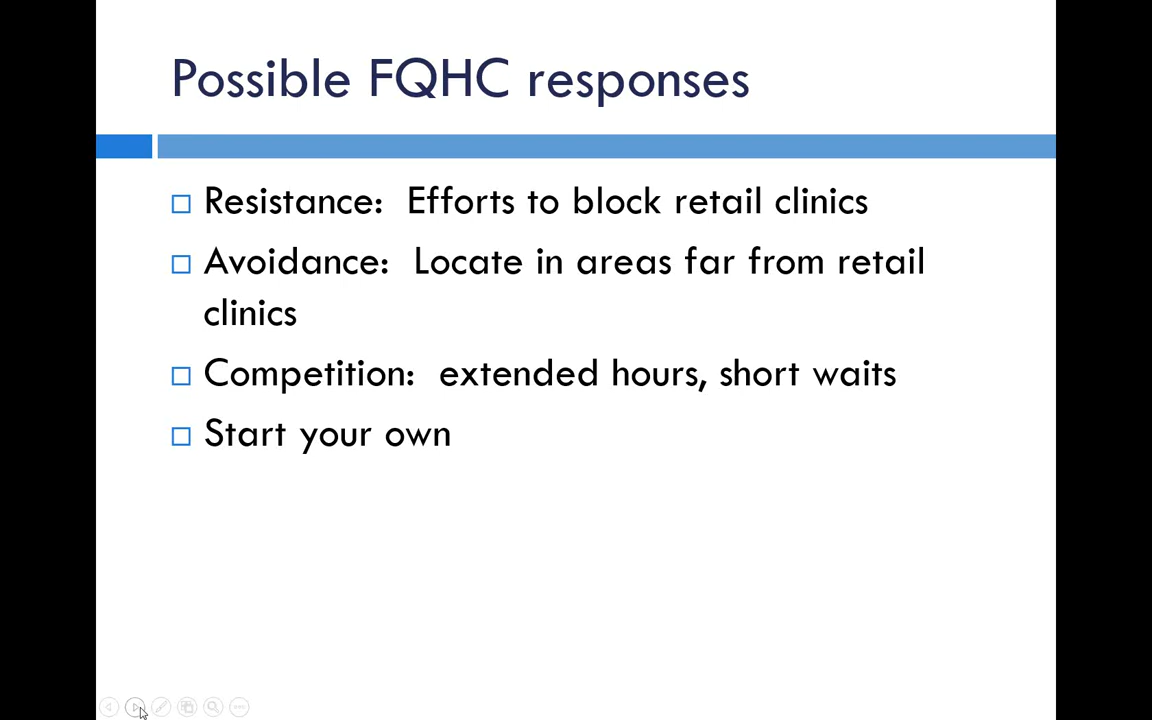 Possible FQHC responses
Resistance:  Efforts to block retail clinics
Avoidance:  Locate in areas far from retail
clinics
Competition:  extended hours, short waits
Start your own